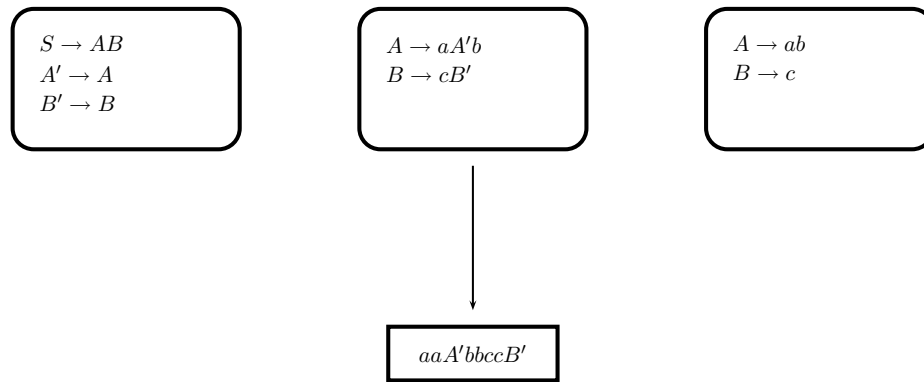 S → AB
A′ → A
B′ → B
A → aA′b
B → cB′
A → ab
B → c
aaA′bbccB′